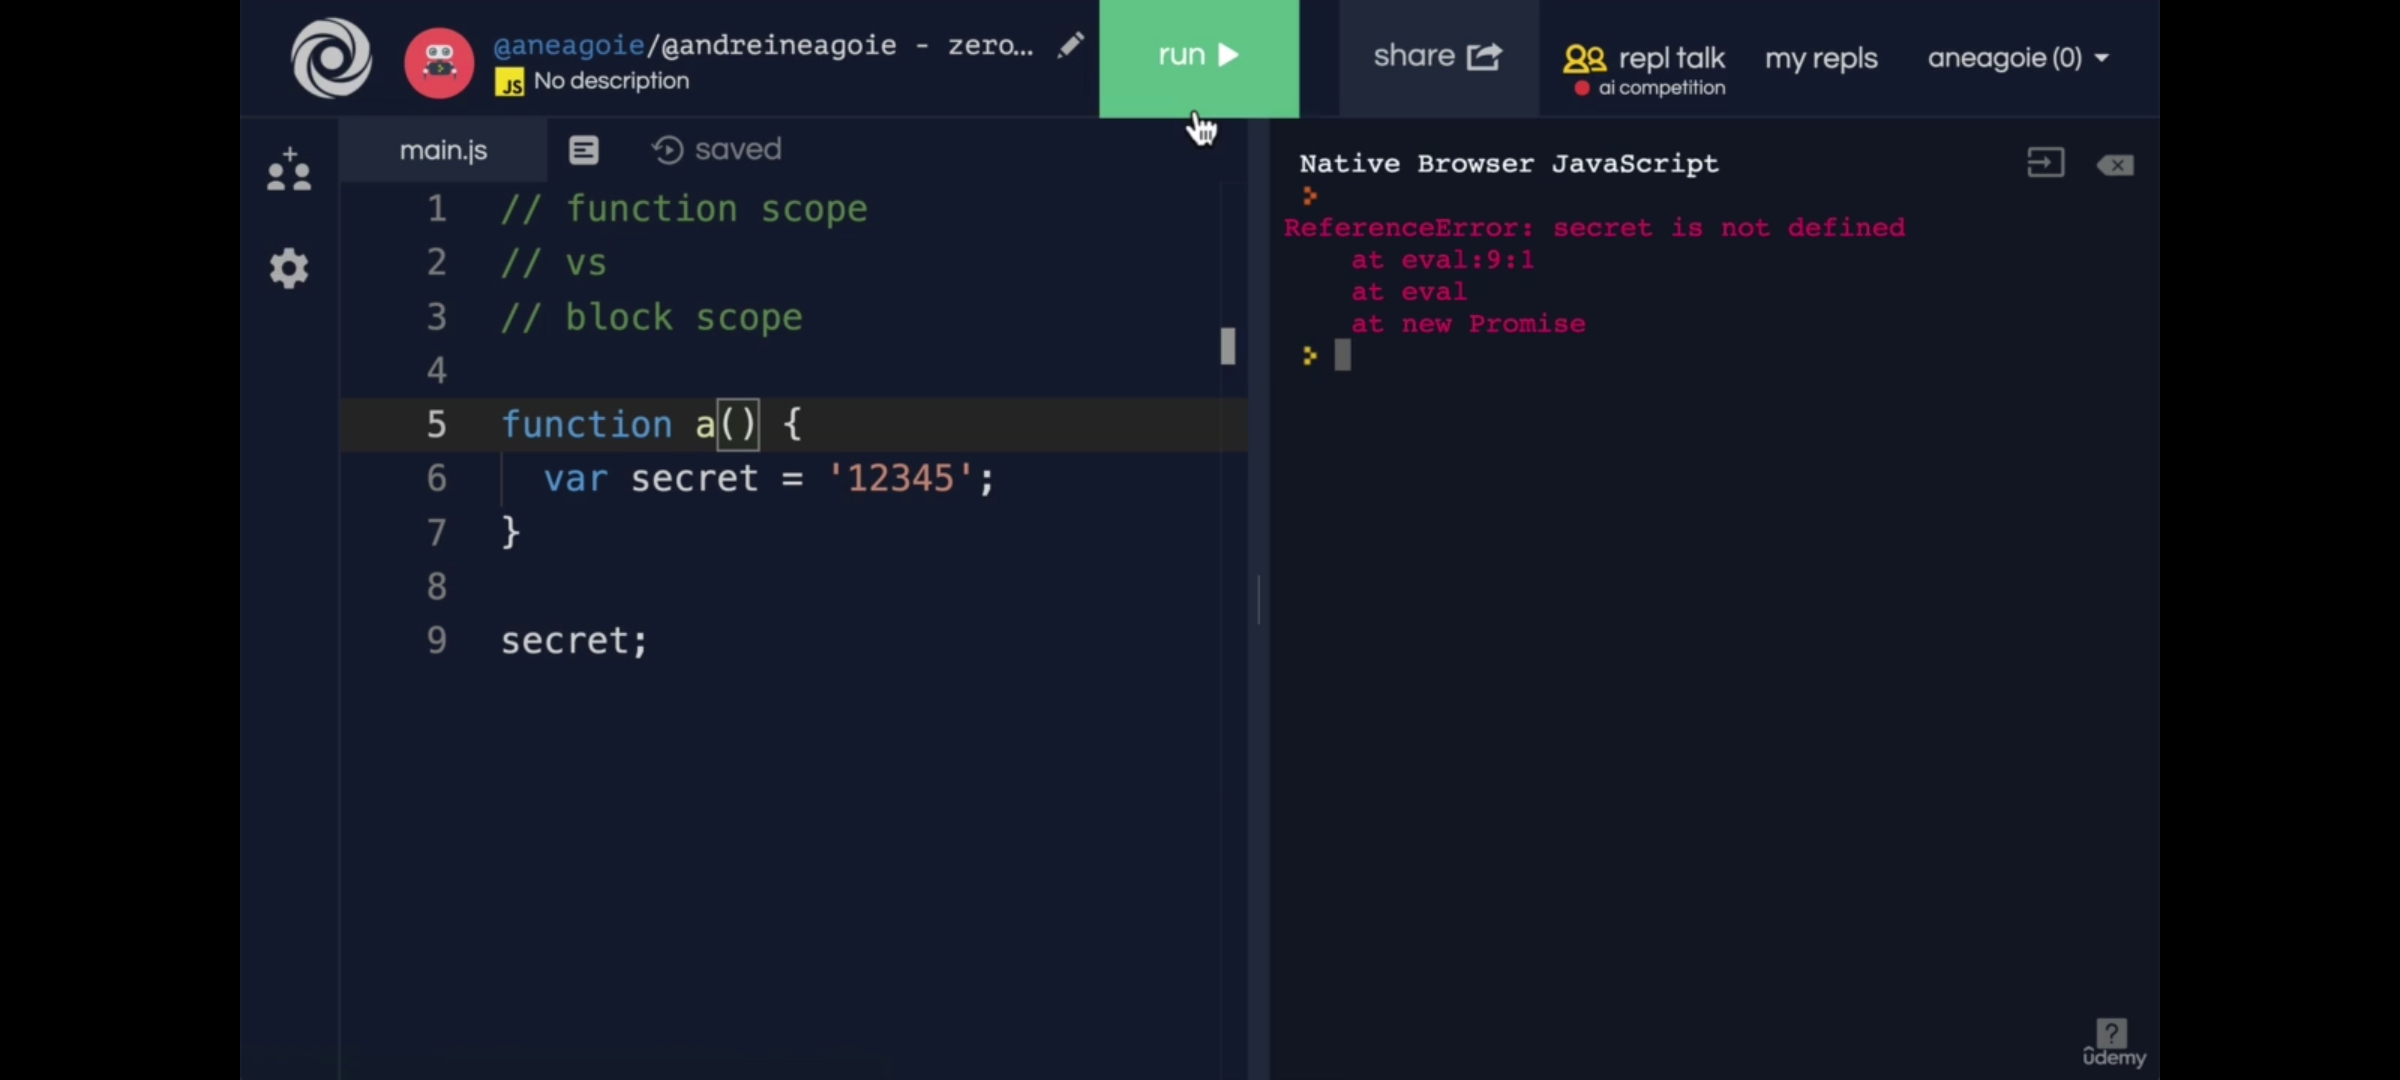 @aneagoie/@andreineagoie - zero...
JS No description
run
share
repl talk
ai competition
my repls
aneagoie (0)
main.js
saved
1 // function scope
2 // vs
3 // block scope
4
5 function a() {
6 var secret = '12345';
7 }
8
9 secret;
Native Browser JavaScript
ReferenceError: secret is not defined
at eval:9:1
at eval
at new Promise
?
ûdemy